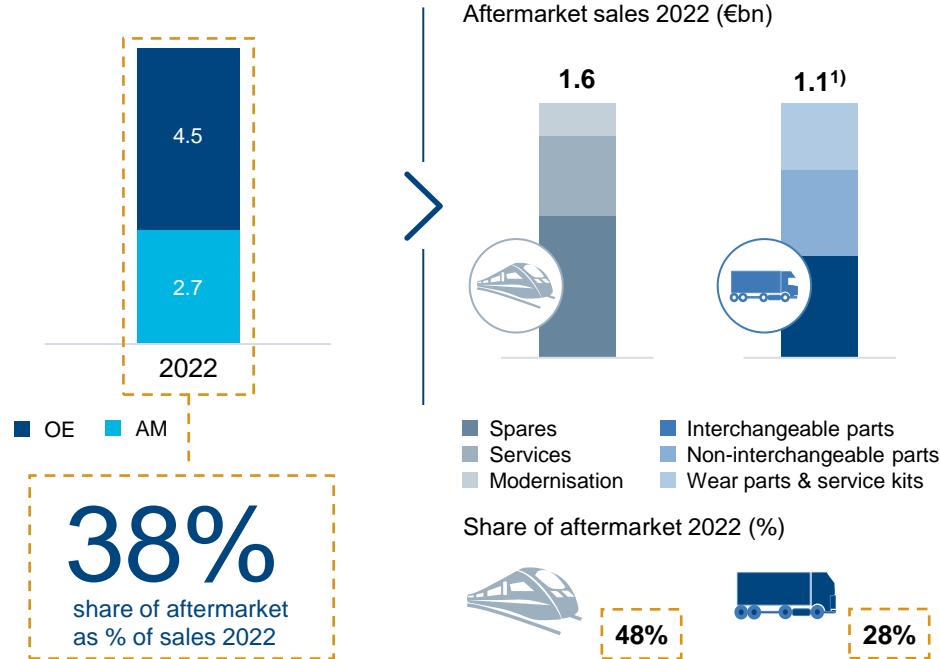 4.5
2.7
2022
OE
AM
38%
share of aftermarket
as % of sales 2022
Aftermarket sales 2022 (€bn)
1.6
1.1¹⁾
Spares
Services
Modernisation
Interchangeable parts
Non-interchangeable parts
Wear parts & service kits
Share of aftermarket 2022 (%)
48%
28%